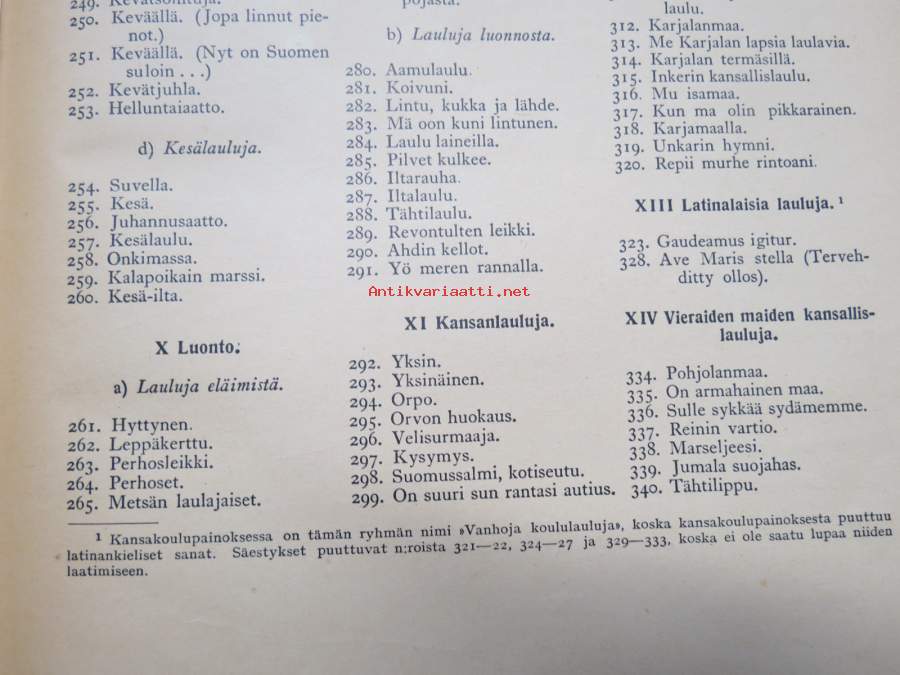 249. Kevätsointuja.
250. Keväällä. (Jopa linnut pie-
not.)
251. Keväällä. (Nyt on Suomen
suloin . . .)
252. Kevätjuhla.
253. Helluntaiaatto.
d) Kesälauluja.
254. Suvella.
255. Kesä.
256. Juhannusaatto.
257. Kesälaulu.
258. Onkimassa.
259. Kalapoikain marssi.
260. Kesä-ilta.
X Luonto.
a) Lauluja eläimistä.
261. Hyttynen.
262. Leppäkerttu.
263. Perhosleikki.
264. Perhoset.
265. Metsän laulajaiset.
pojasta.
b) Lauluja luonnosta.
280. Aamulaulu.
281. Koivuni.
282. Lintu, kukka ja lähde.
283. Mä oon kuni lintunen.
284. Laulu laineilla.
285. Pilvet kulkee.
286. Iltarauha.
287. Iltalaulu.
288. Tähtilaulu.
289. Revontulten leikki.
290. Ahdin kellot.
291. Yö meren rannalla.
Antikvariaatti.net
XI Kansanlauluja.
292. Yksin.
293. Yksinäinen.
294. Orpo.
295. Orvon huokaus.
296. Velisurmaaja.
297. Kysymys.
298. Suomussalmi, kotiseutu.
299. On suuri sun rantasi autius.
laulu.
312. Karjalanmaa.
313. Me Karjalan lapsia laulavia.
314. Karjalan termäsillä.
315. Inkerin kansallislaulu.
316. Mu isamaa.
317. Kun ma olin pikkarainen.
318. Karjamaalla.
319. Unkarin hymni.
320. Repii murhe rintoani.
XIII Latinalaisia lauluja. ¹
323. Gaudeamus igitur.
328. Ave Maris stella (Terveh-
ditty ollos).
XIV Vieraiden maiden kansallis-
lauluja.
334. Pohjolanmaa.
335. On armahainen maa.
336. Sulle sykkää sydämemme.
337. Reinin vartio.
338. Marseljeesi.
339. Jumala suojahas.
340. Tähtilippu.
¹ Kansakoulupainoksessa on tämän ryhmän nimi »Vanhoja koululauluja», koska kansakoulupainoksesta puuttuu
latinankieliset sanat. Säestykset puuttuvat n:roista 321—22, 324—27 ja 329—333, koska ei ole saatu lupaa niiden
laatimiseen.